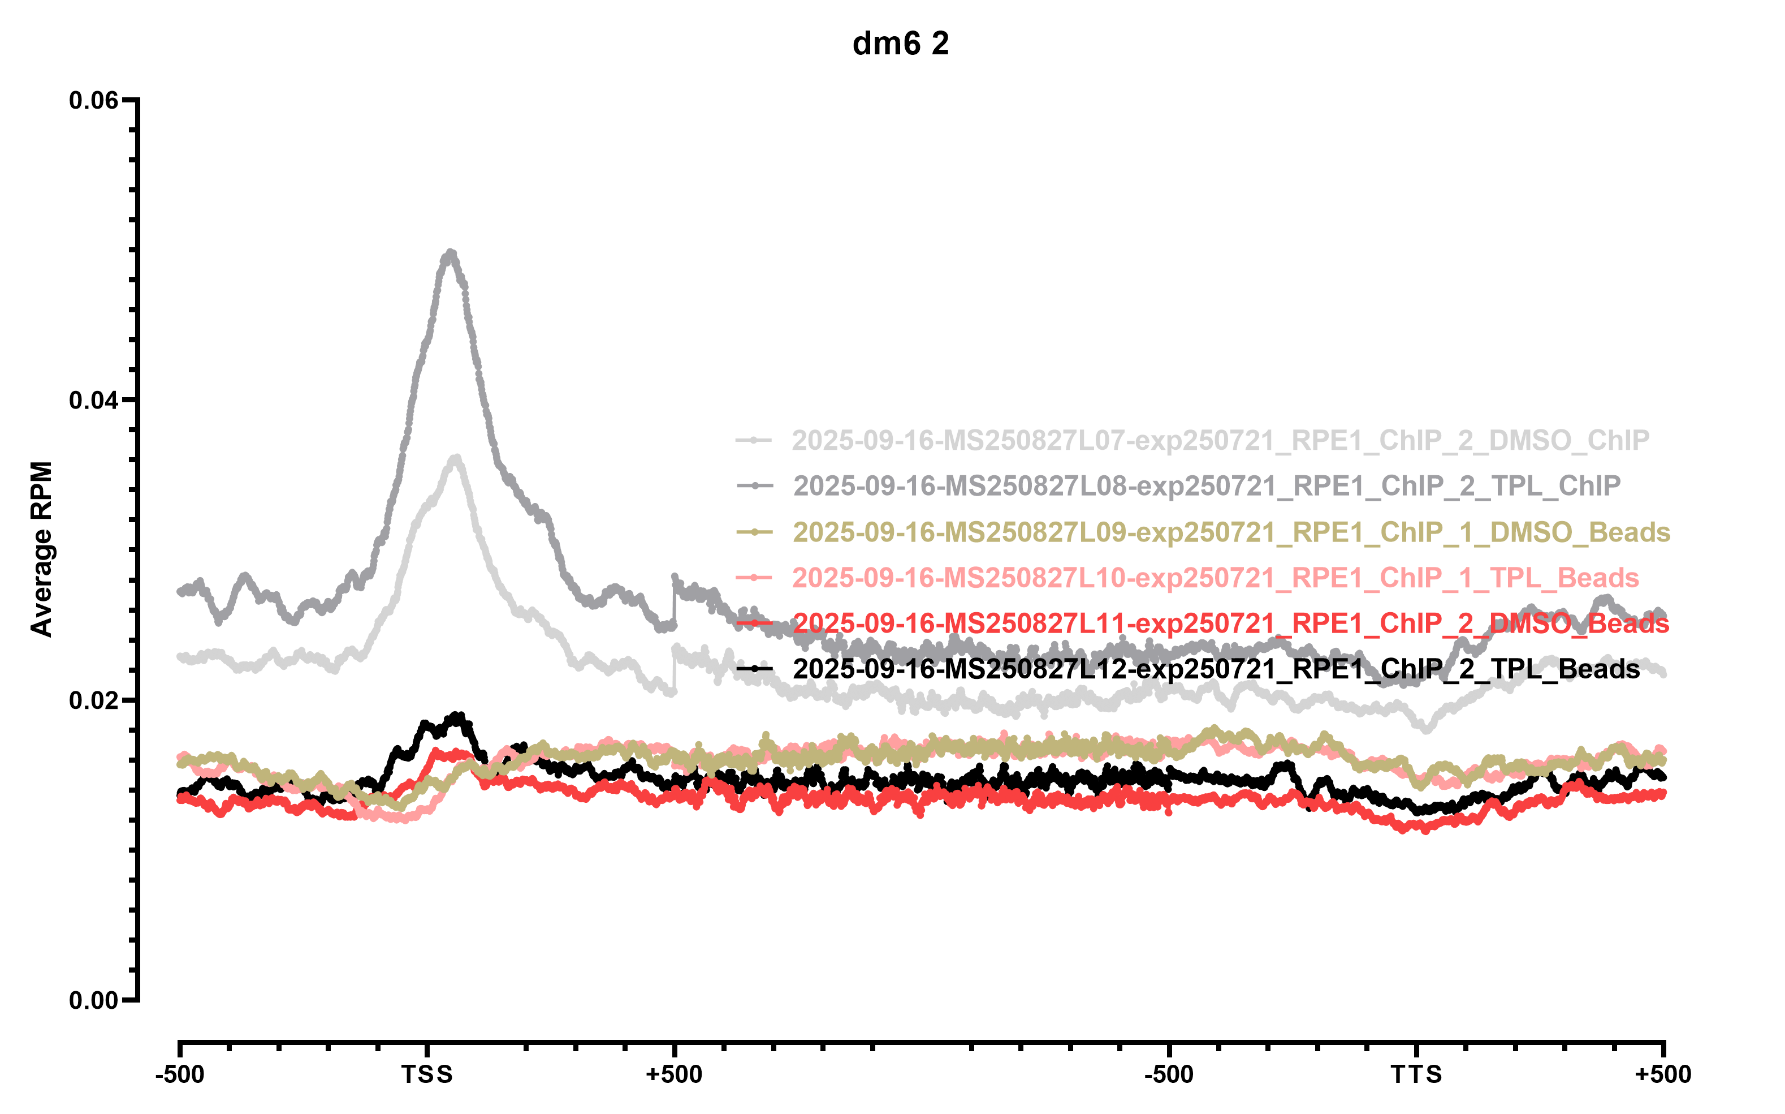 dm6 2
0.06
0.04
0.02
0.00
Average RPM
2025-09-16-MS250827L07-exp250721_RPE1_ChIP_2_DMSO_ChIP
2025-09-16-MS250827L08-exp250721_RPE1_ChIP_2_TPL_ChIP
2025-09-16-MS250827L09-exp250721_RPE1_ChIP_1_DMSO_Beads
2025-09-16-MS250827L10-exp250721_RPE1_ChIP_1_TPL_Beads
2025-09-16-MS250827L11-exp250721_RPE1_ChIP_2_DMSO_Beads
2025-09-16-MS250827L12-exp250721_RPE1_ChIP_2_TPL_Beads
-500 TSS +500 -500 TTS +500